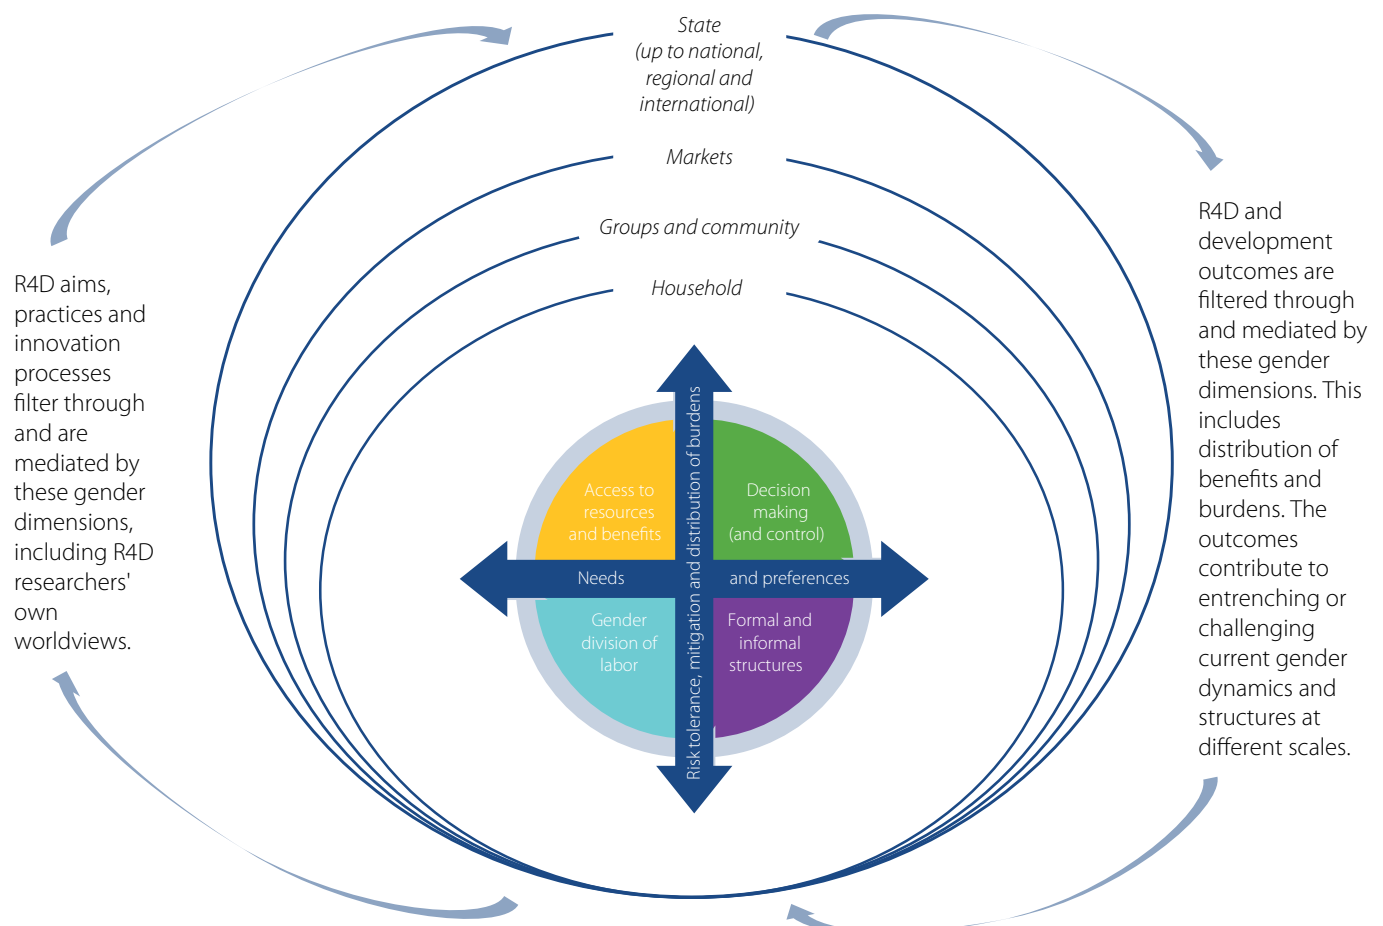 State
(up to national,
regional and
international)
Markets
Groups and community
Household
R4D aims,
practices and
innovation
processes
filter through
and are
mediated by
these gender
dimensions,
including R4D
researchers'
own
worldviews.
Access to
resources
and benefits
Decision
making
(and control)
Needs
and preferences
Risk tolerance, mitigation and distribution of burdens
Gender
division of
labor
Formal and
informal
structures
R4D and
development
outcomes are
filtered through
and mediated by
these gender
dimensions. This
includes
distribution of
benefits and
burdens. The
outcomes
contribute to
entrenching or
challenging
current gender
dynamics and
structures at
different scales.